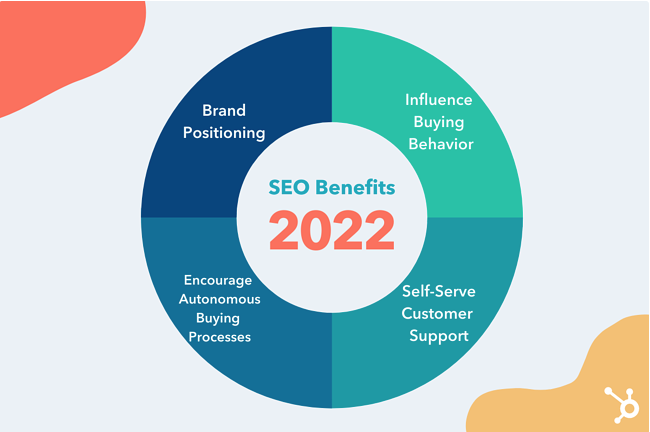 SEO Benefits
2022
Brand
Positioning
Influence
Buying
Behavior
Encourage
Autonomous
Buying
Processes
Self-Serve
Customer
Support